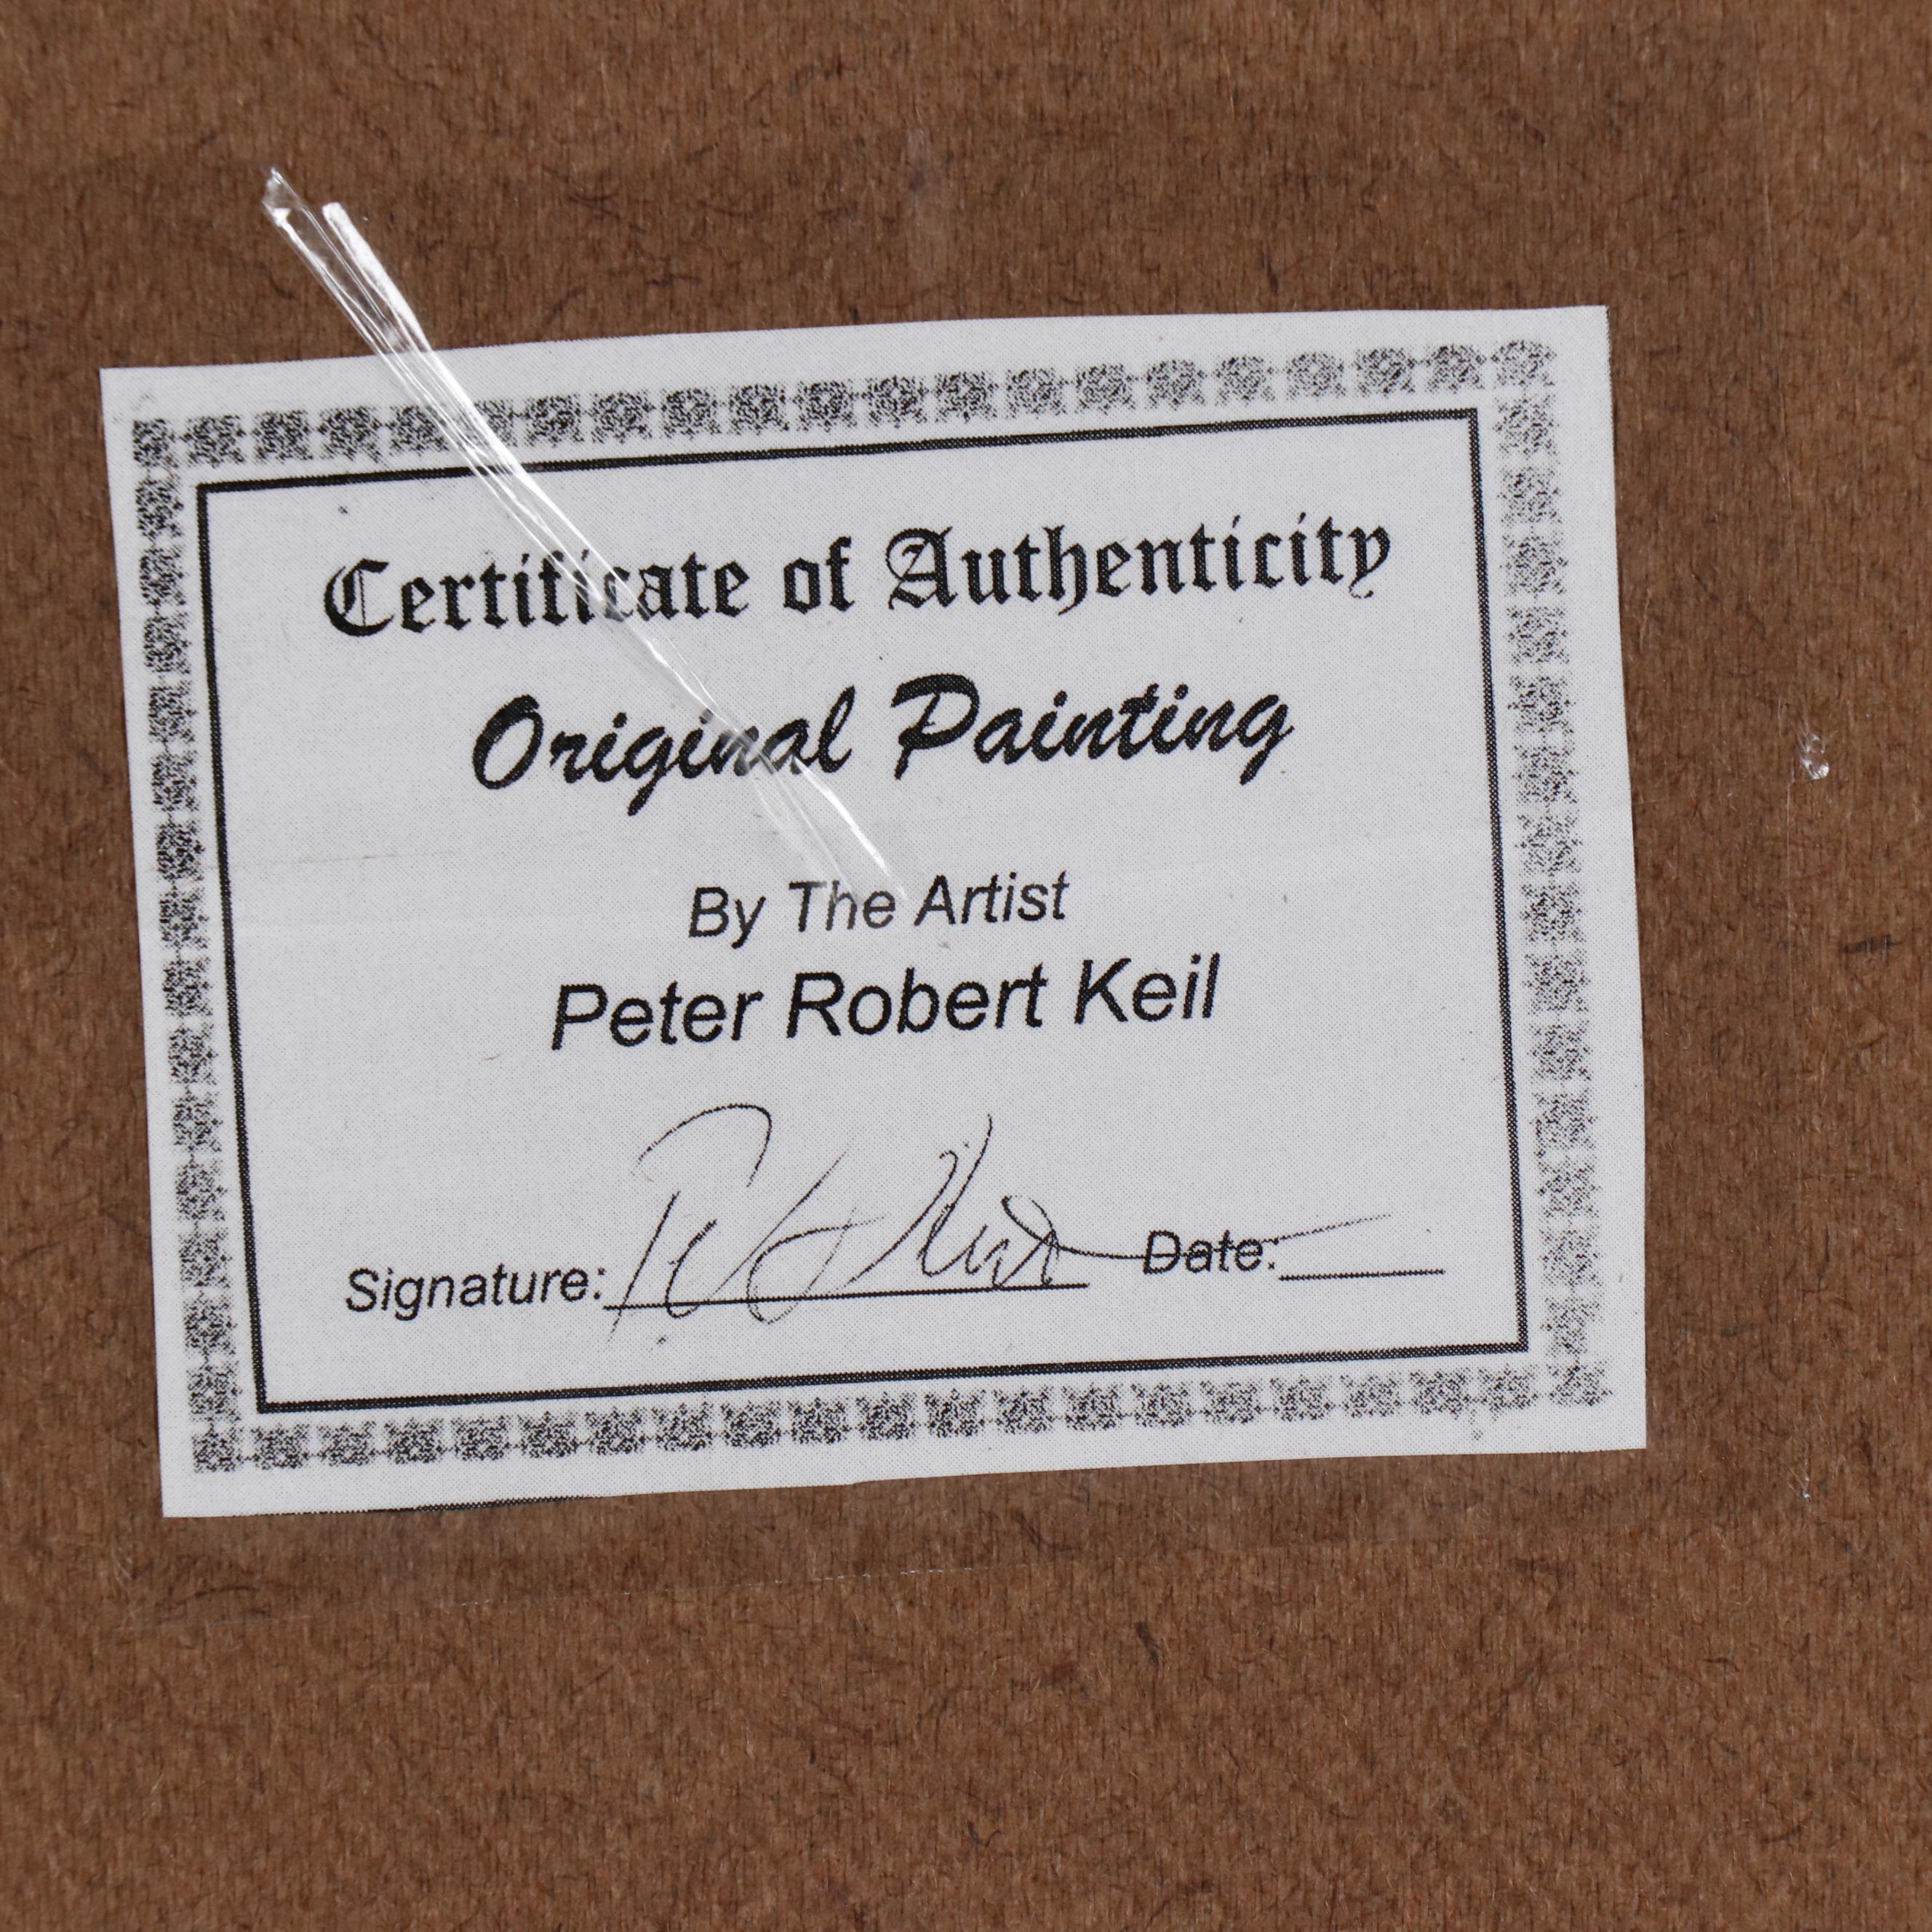 Certificate of Authenticity
Original Painting
By The Artist
Peter Robert Keil
Signature: Date: